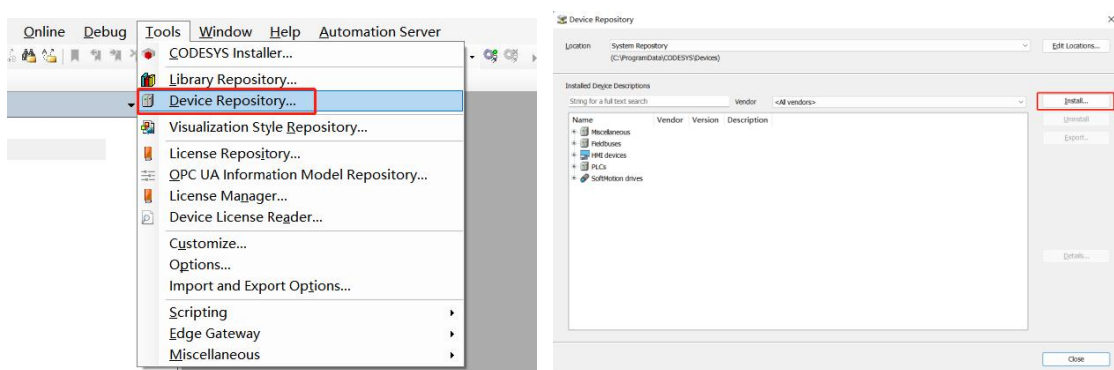 Online Debug Tools Window Help Automation Server
CODESYS Installer...
Library Repository...
Device Repository...
Visualization Style Repository...
License Repository...
OPC UA Information Model Repository...
License Manager...
Device License Reader...
Customize...
Options...
Import and Export Options...
Scripting
Edge Gateway
Miscellaneous
Device Repository
Location System Repository Edit Locations...
(C:\ProgramData\CODESYS\Devices)
Installed Device Descriptions
String for a full text search Vendor <All vendors> Install...
Name Vendor Version Description Uninstall
Miscellaneous Export...
Fieldbuses
HMI devices
PLCs
SoftMotion drives
Details...
Close